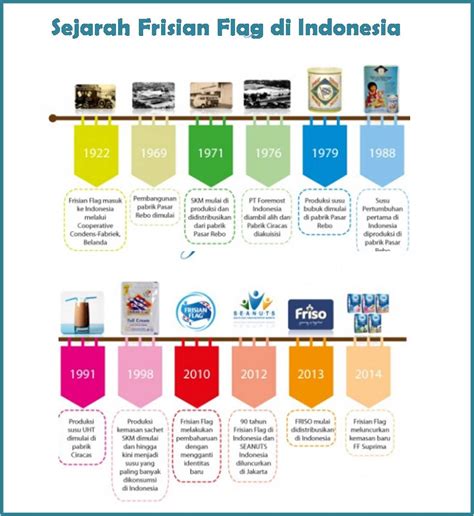 Sejarah Frisian Flag di Indonesia
1922
1969
1971
1976
1979
1988
Frisian Flag masuk
ke Indonesia
melalui
Cooperative
Condens-Fabriek,
Belanda
Pembangunan
pabrik Pasar
Rebo dimulai
SKM mulai di
produksi dan
didistribusikan
dari pabrik
Pasar Rebo
PT Foremont
Indonesia
diambil alih dan
Pabrik Ciracas
diakuisisi
Produksi susu
bubuk dimulai di
pabrik Pasar
Rebo
Susu
Pertumbuhan
pertama di
Indonesia
diproduksi di
pabrik Pasar
FRISIAN
FLAG
SEANUTS
Friso
Full Cream
1991
1998
2010
2012
2013
2014
Produksi
susu UHT
dimulai di
pabrik
Ciracas
Produksi
kemasan sachet
SKM dimulai
dan hingga
kini menjadi
susu yang
paling banyak
dikonsumsi
di Indonesia
Frisian Flag
melakukan
pembaharuan
dengan
mengganti
identitas
baru
90 tahun
Frisian Flag di
Indonesia dan
SEANUTS
Indonesia
diluncurkan
di Jakarta
FRISO mulai
didistribusikan
di Indonesia
Frisian Flag
meluncurkan
kemasan baru
FF Suprima